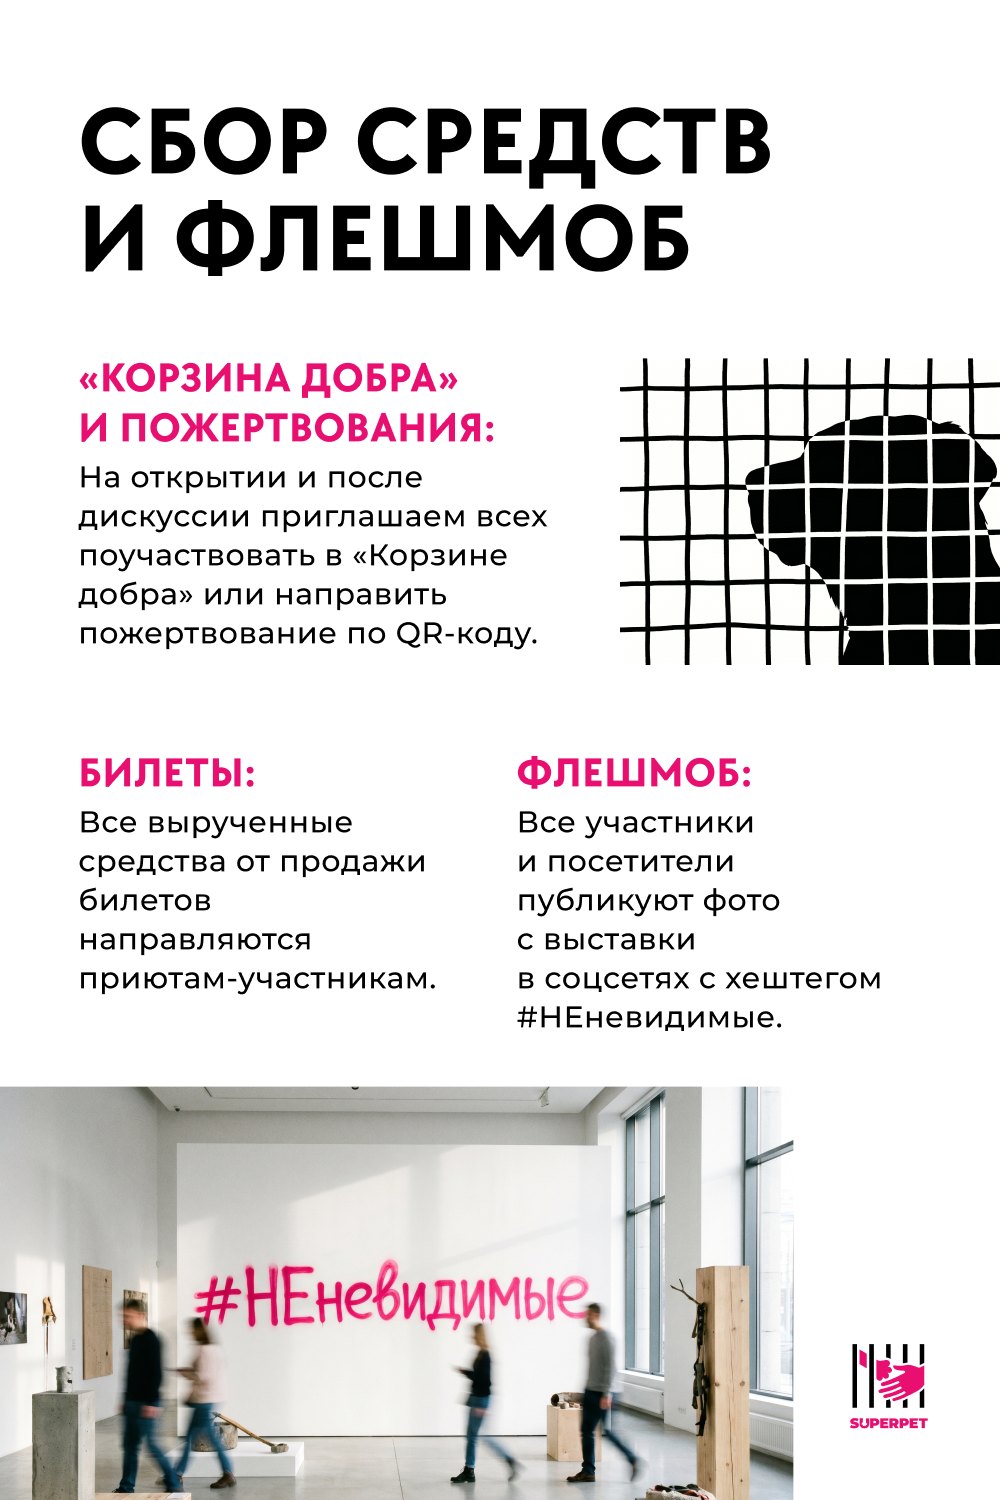 СБОР СРЕДСТВ
И ФЛЕШМОБ
«КОРЗИНА ДОБРА»
И ПОЖЕРТВОВАНИЯ:
На открытии и после
дискуссии приглашаем всех
поучаствовать в «Корзине
добра» или направить
пожертвование по QR-коду.
БИЛЕТЫ:
Все вырученные
средства от продажи
билетов
направляются
приютам-участникам.
ФЛЕШМОБ:
Все участники
и посетители
публикуют фото
с выставки
в соцсетях с хештегом
#НЕневидимые.
#НЕневидимые
SUPERPET